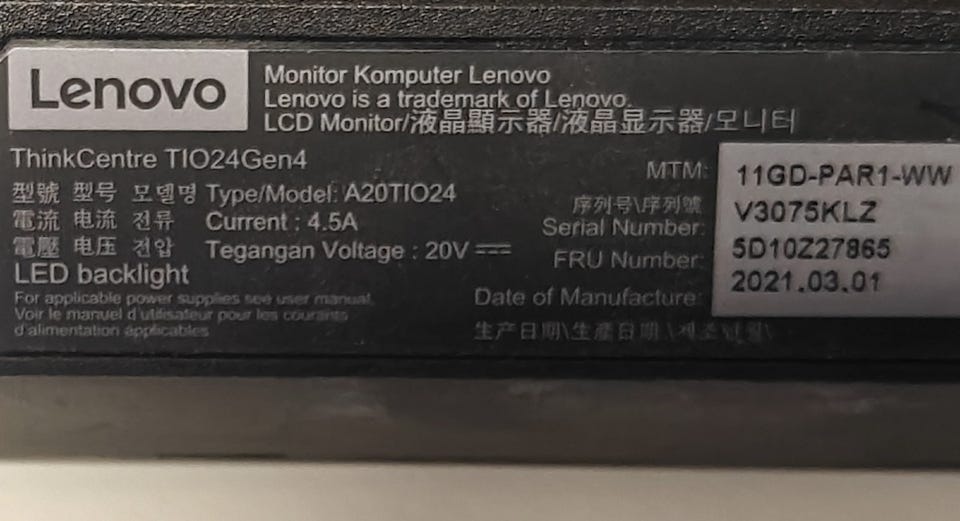 Lenovo
Monitor Komputer Lenovo
Lenovo is a trademark of Lenovo.
LCD Monitor/液晶顯示器/液晶显示器/모니터
ThinkCentre TIO24Gen4
型號 型号 모델명 Type/Model: A20TIO24
電流 电流 전류 Current : 4.5A
電壓 电压 전압 Tegangan Voltage : 20V ⎓
LED backlight
For applicable power supplies see user manual.
Voir le manuel d'utilisateur pour les courants
d'alimentation applicables
MTM: 11GD-PAR1-WW
序列号\序列號
Serial Number: V3075KLZ
FRU Number: 5D10Z27865
Date of Manufacture: 2021.03.01
生产日期\生產日期\제조년월\